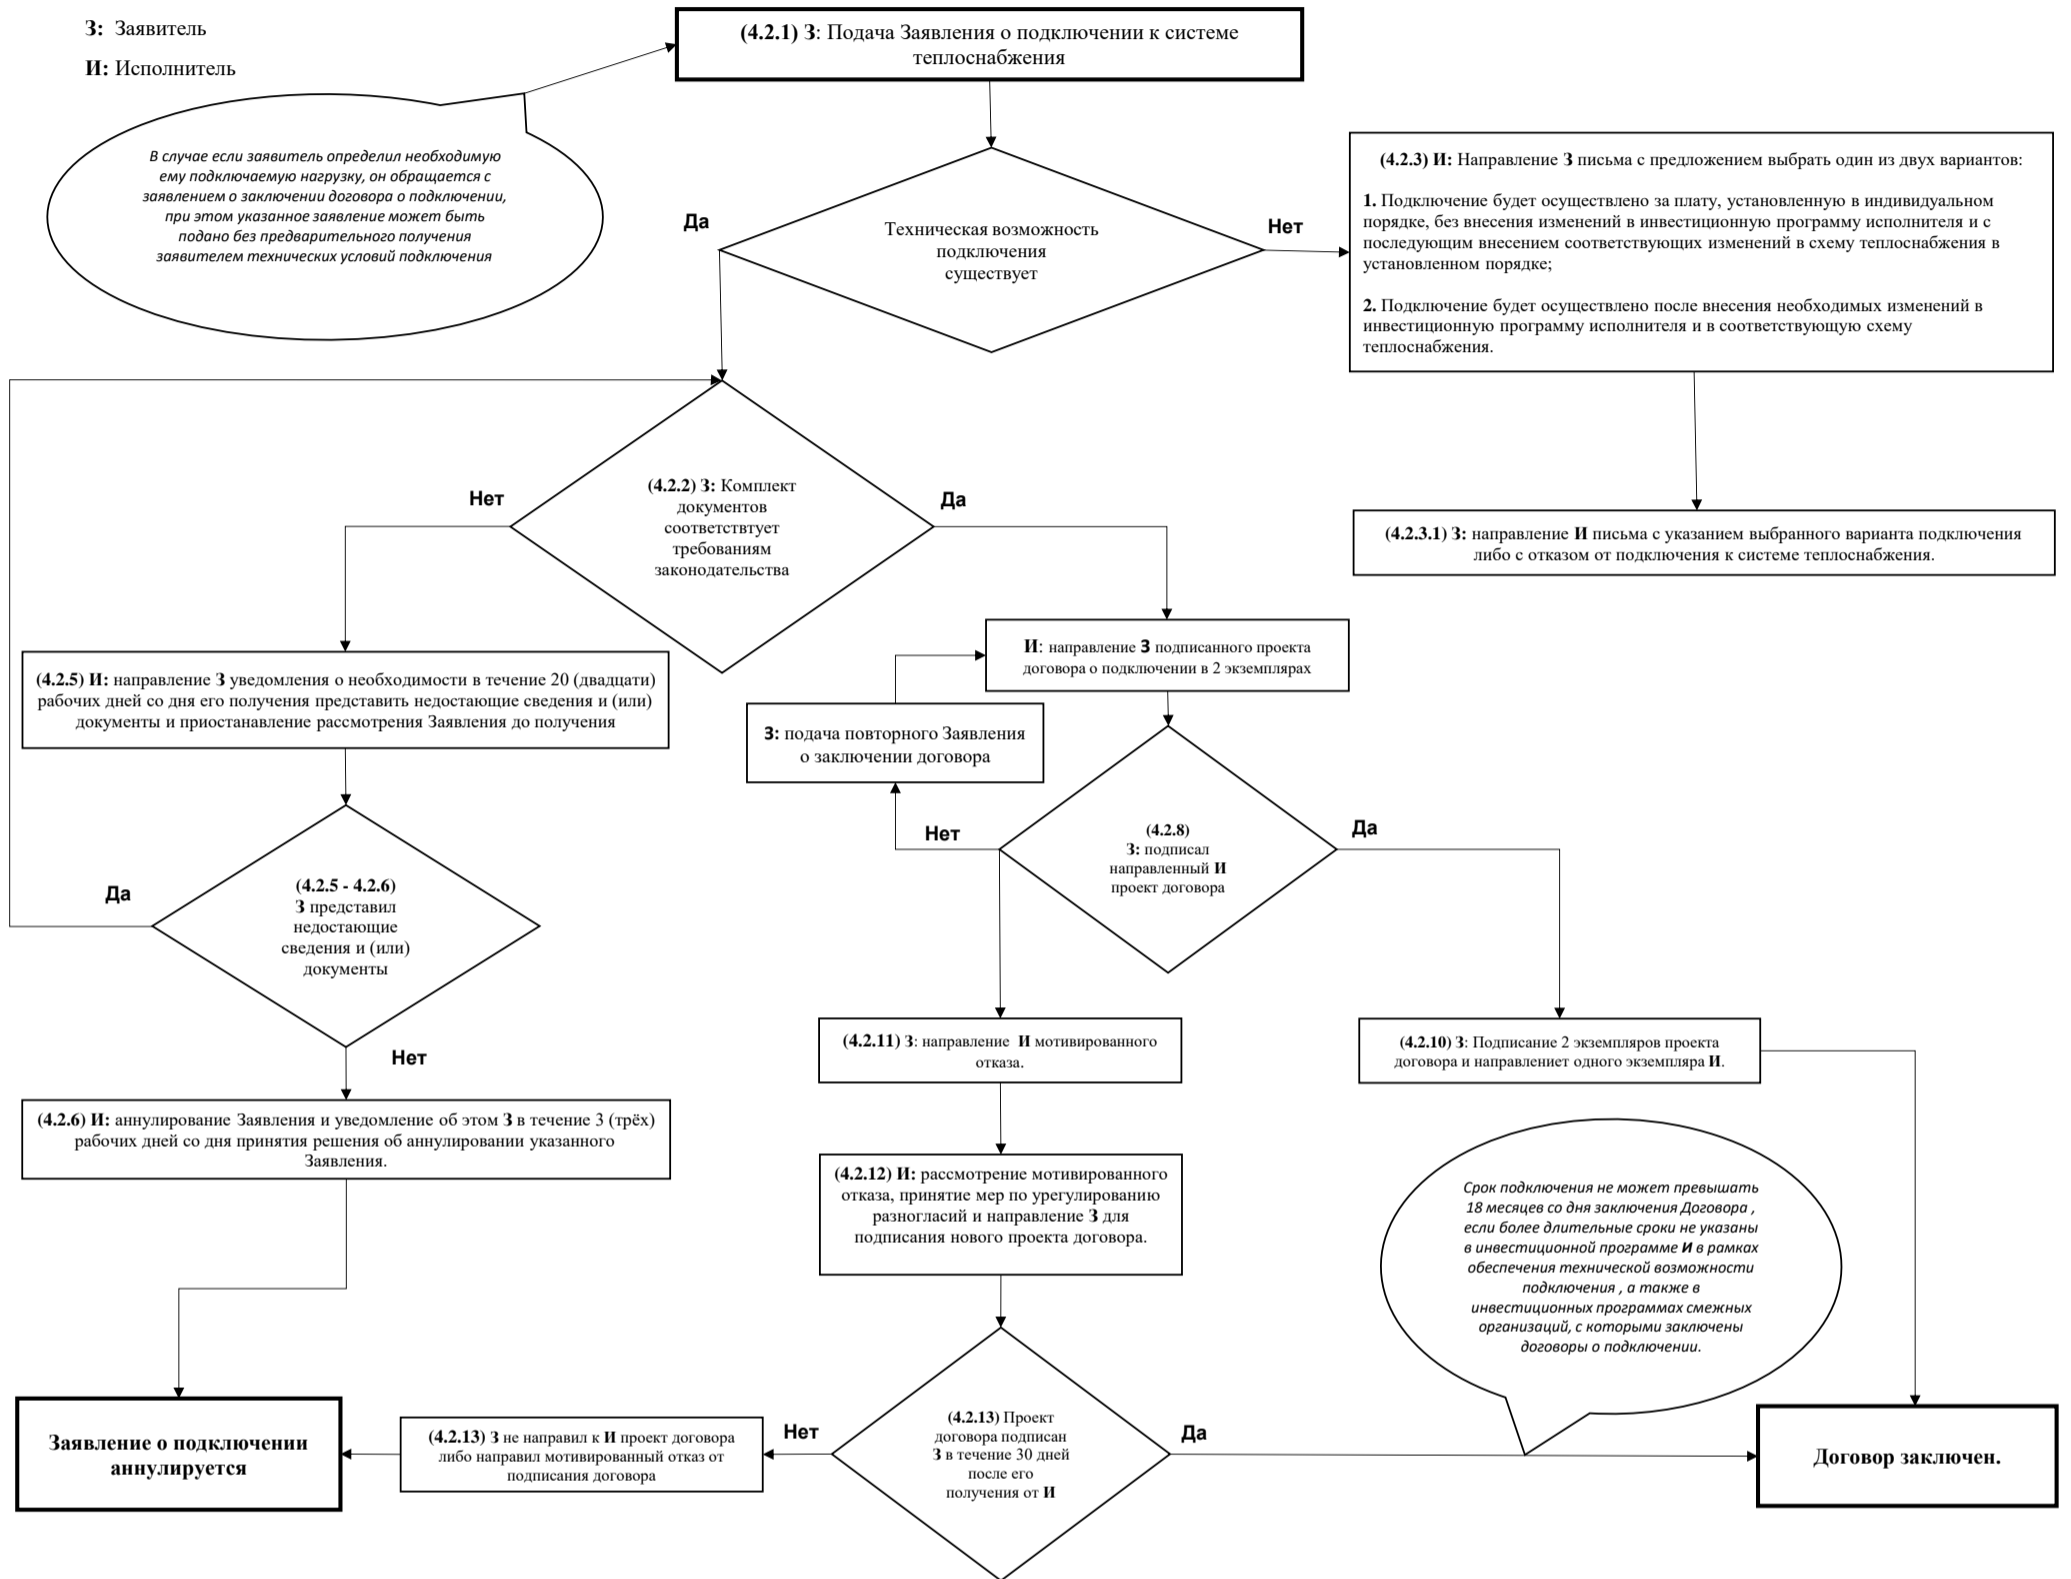 З: Заявитель
И: Исполнитель
(4.2.1) З: Подача Заявления о подключении к системе
теплоснабжения
В случае если заявитель определил необходимую
ему подключаемую нагрузку, он обращается с
заявлением о заключении договора о подключении,
при этом указанное заявление может быть
подано без предварительного получения
заявителем технических условий подключения
Да
Техническая возможность
подключения
существует
Нет
(4.2.3) И: Направление З письма с предложением выбрать один из двух вариантов:
1. Подключение будет осуществлено за плату, установленную в индивидуальном
порядке, без внесения изменений в инвестиционную программу исполнителя и с
последующим внесением соответствующих изменений в схему теплоснабжения в
установленном порядке;
2. Подключение будет осуществлено после внесения необходимых изменений в
инвестиционную программу исполнителя и в соответствующую схему
теплоснабжения.
Нет
(4.2.2) З: Комплект
документов
соответствтует
требованиям
законодательства
Да
(4.2.3.1) З: направление И письма с указанием выбранного варианта подключения
либо с отказом от подключения к системе теплоснабжения.
И: направление З подписанного проекта
договора о подключении в 2 экземплярах
(4.2.5) И: направление З уведомления о необходимости в течение 20 (двадцати)
рабочих дней со дня его получения представить недостающие сведения и (или)
документы и приостанавление рассмотрения Заявления до получения
З: подача повторного Заявления
о заключении договора
Нет
(4.2.8)
З: подписал
направленный И
проект договора
Да
Да
(4.2.5 - 4.2.6)
З представил
недостающие
сведения и (или)
документы
Нет
(4.2.11) З: направление И мотивированного
отказа.
(4.2.10) З: Подписание 2 экземпляров проекта
договора и направлениет одного экземпляра И.
(4.2.6) И: аннулирование Заявления и уведомление об этом З в течение 3 (трёх)
рабочих дней со дня принятия решения об аннулировании указанного
Заявления.
(4.2.12) И: рассмотрение мотивированного
отказа, принятие мер по урегулированию
разногласий и направление З для
подписания нового проекта договора.
Срок подключения не может превышать
18 месяцев со дня заключения Договора ,
если более длительные сроки не указаны
в инвестиционной программе И в рамках
обеспечения технической возможности
подключения , а также в
инвестиционных программах смежных
организаций, с которыми заключены
договоры о подключении.
Заявление о подключении
аннулируется
(4.2.13) З не направил к И проект договора
либо направил мотивированный отказ от
подписания договора
Нет
(4.2.13) Проект
договора подписан
З в течение 30 дней
после его
получения от И
Да
Договор заключен.